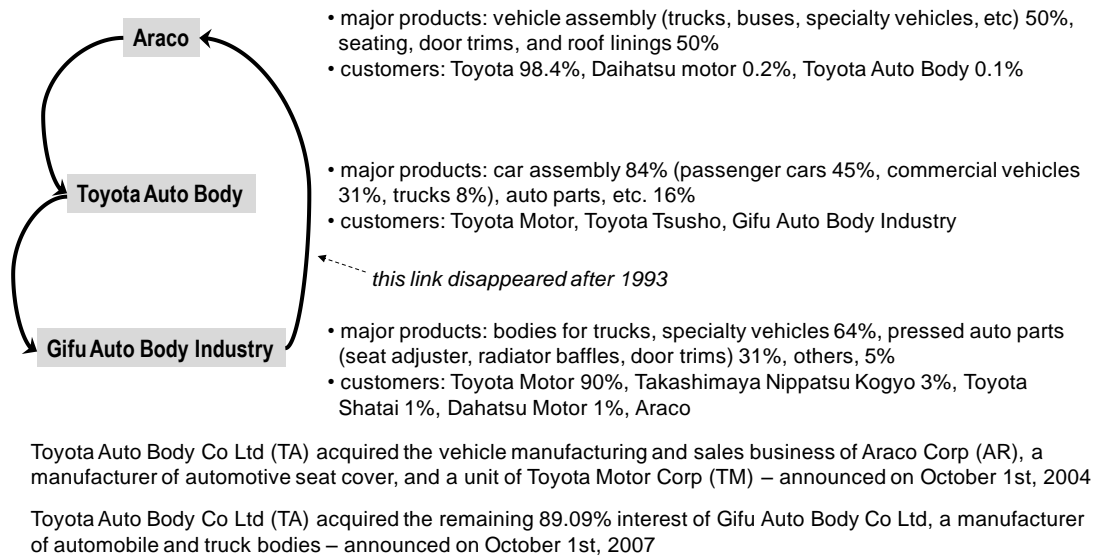 Araco
• major products: vehicle assembly (trucks, buses, specialty vehicles, etc) 50%,
seating, door trims, and roof linings 50%
• customers: Toyota 98.4%, Daihatsu motor 0.2%, Toyota Auto Body 0.1%
Toyota Auto Body
• major products: car assembly 84% (passenger cars 45%, commercial vehicles
31%, trucks 8%), auto parts, etc. 16%
• customers: Toyota Motor, Toyota Tsusho, Gifu Auto Body Industry
this link disappeared after 1993
Gifu Auto Body Industry
• major products: bodies for trucks, specialty vehicles 64%, pressed auto parts
(seat adjuster, radiator baffles, door trims) 31%, others, 5%
• customers: Toyota Motor 90%, Takashimaya Nippatsu Kogyo 3%, Toyota
Shatai 1%, Dahatsu Motor 1%, Araco
Toyota Auto Body Co Ltd (TA) acquired the vehicle manufacturing and sales business of Araco Corp (AR), a
manufacturer of automotive seat cover, and a unit of Toyota Motor Corp (TM) – announced on October 1st, 2004
Toyota Auto Body Co Ltd (TA) acquired the remaining 89.09% interest of Gifu Auto Body Co Ltd, a manufacturer
of automobile and truck bodies – announced on October 1st, 2007